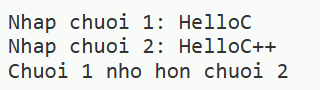 Nhap chuoi 1: HelloC
Nhap chuoi 2: HelloC++
Chuoi 1 nho hon chuoi 2